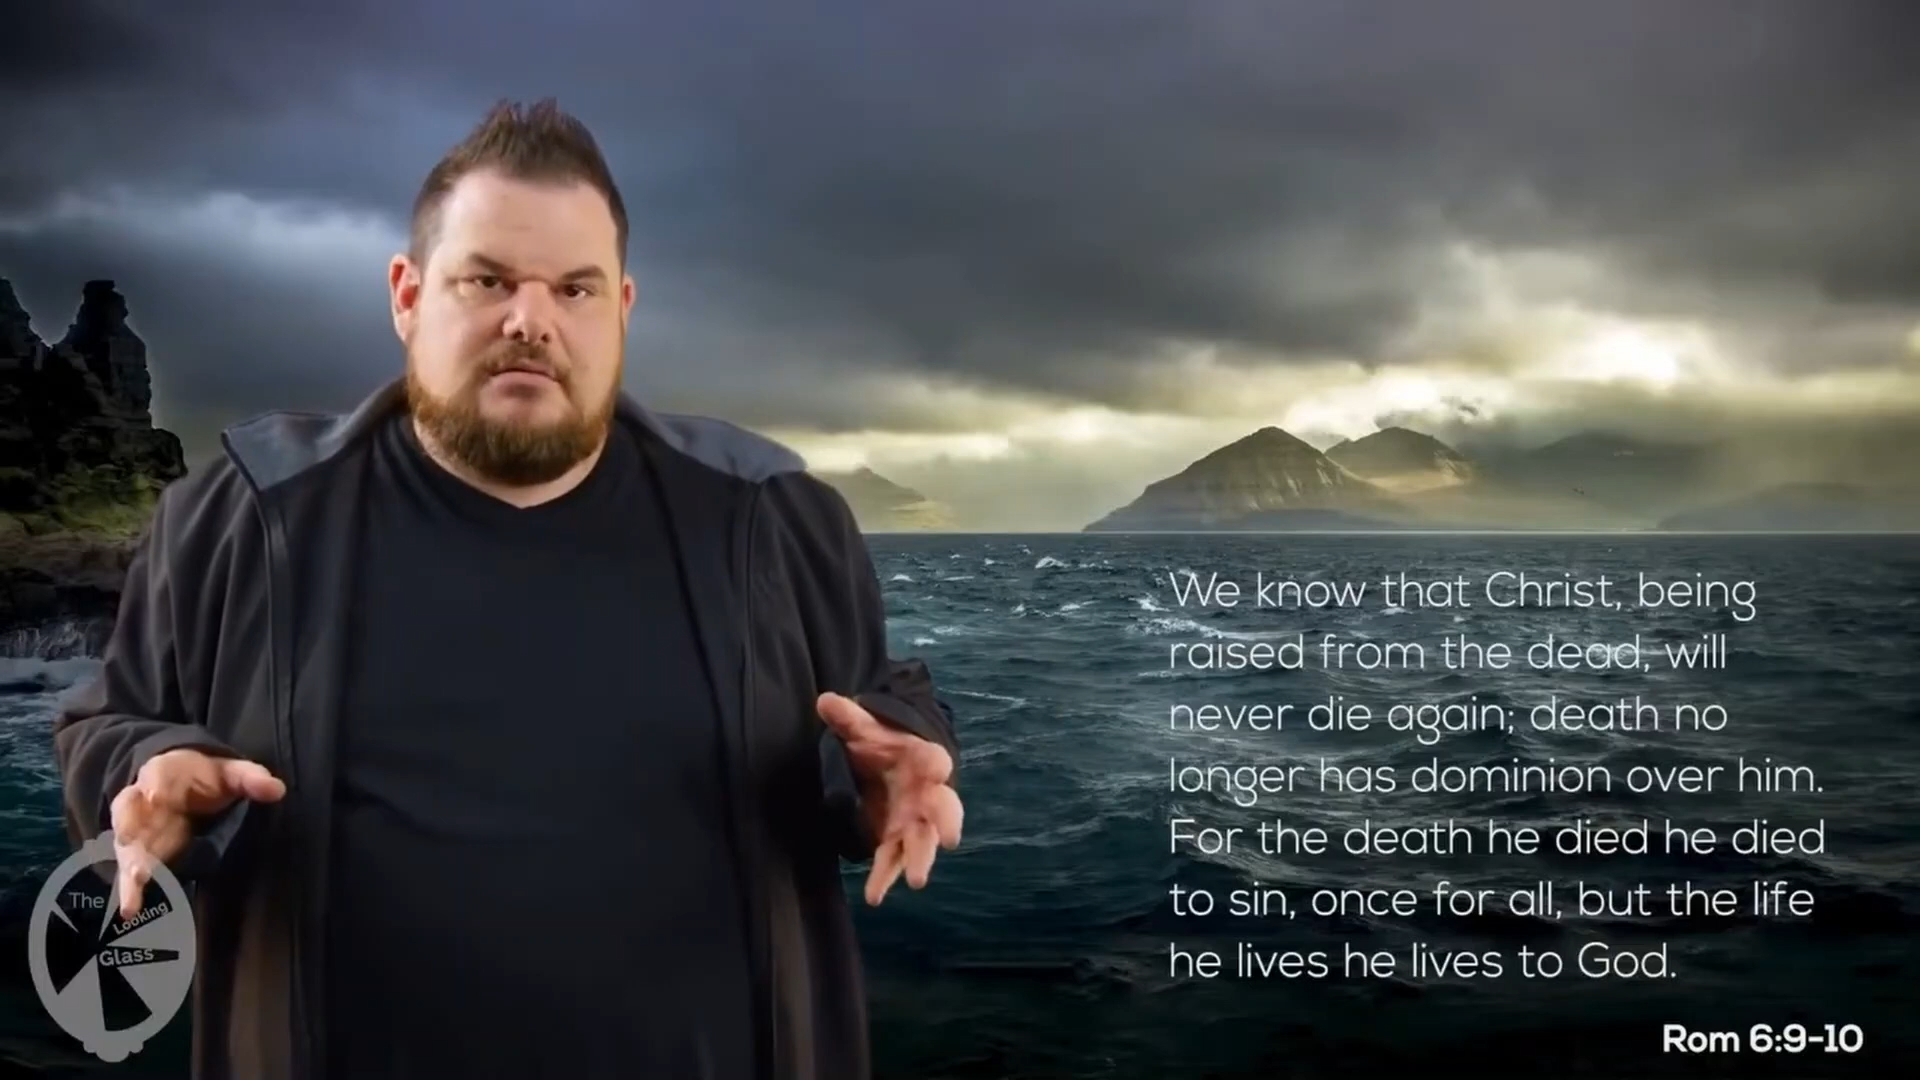 We know that Christ, being
raised from the dead, will
never die again; death no
longer has dominion over him.
For the death he died he died
to sin, once for all, but the life
he lives he lives to God.
Rom 6:9-10
The
Looking
Glass